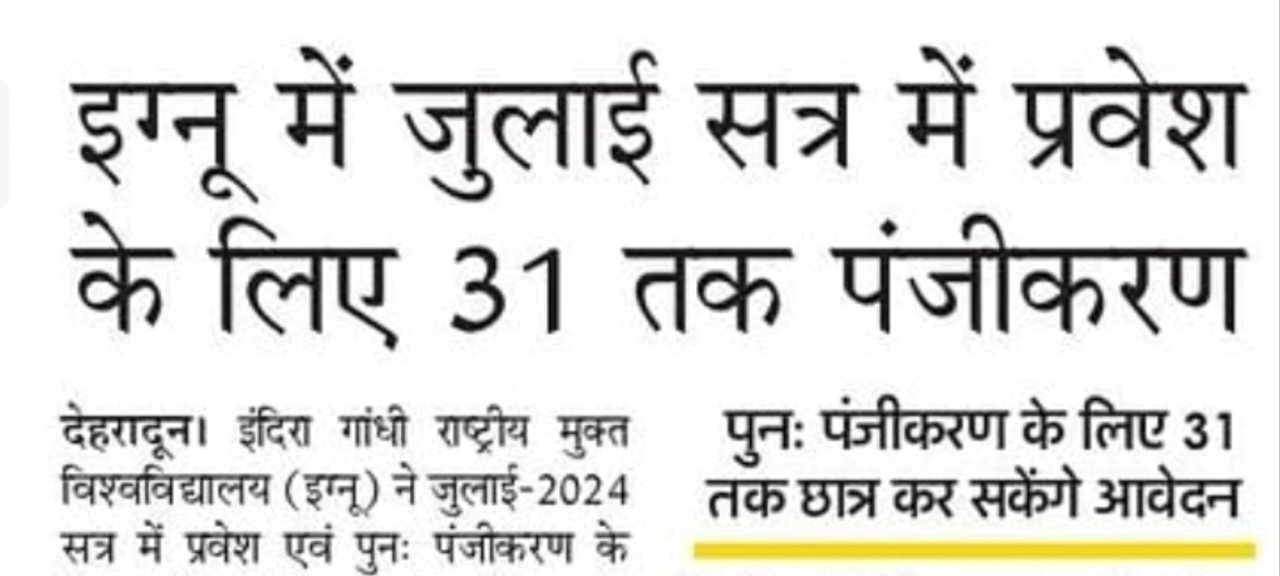 इग्नू में जुलाई सत्र में प्रवेश
के लिए 31 तक पंजीकरण
देहरादून। इंदिरा गांधी राष्ट्रीय मुक्त
विश्वविद्यालय (इग्नू) ने जुलाई-2024
सत्र में प्रवेश एवं पुनः पंजीकरण के
पुनः पंजीकरण के लिए 31
तक छात्र कर सकेंगे आवेदन